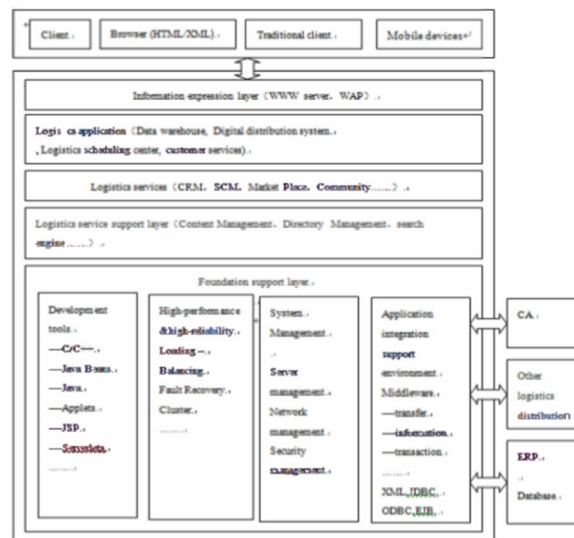 Client.
Browser (HTML/XML).
Traditional client.
Mobile devices
Information expression layer (WWW server、WAP) .
Logis cs application (Data warehouse, Digital distribution system.
, Logistics scheduling center, customer services).
Logistics services (CRM、SCM、Market Place、Community......) .
Logistics service support layer (Content Management、Directory Management、search
engine ......) .
Foundation support layer.
Development
tools.
—C/C++.
—Java Beans.
—Java.
—Applets.
—JSP.
—Serverlets.
........
High-performance
&high-reliability.
Loading –.
Balancing.
Fault Recovery.
Cluster.
........
System
Management.
Server
management.
Network
management.
Security
management.
Application
integration
support
environment.
Middleware.
—transfer.
—information.
—transaction.
........
XML,JDBC,
ODBC,EJB.
CA.
Other
logistics
distribution
ERP.
Database.